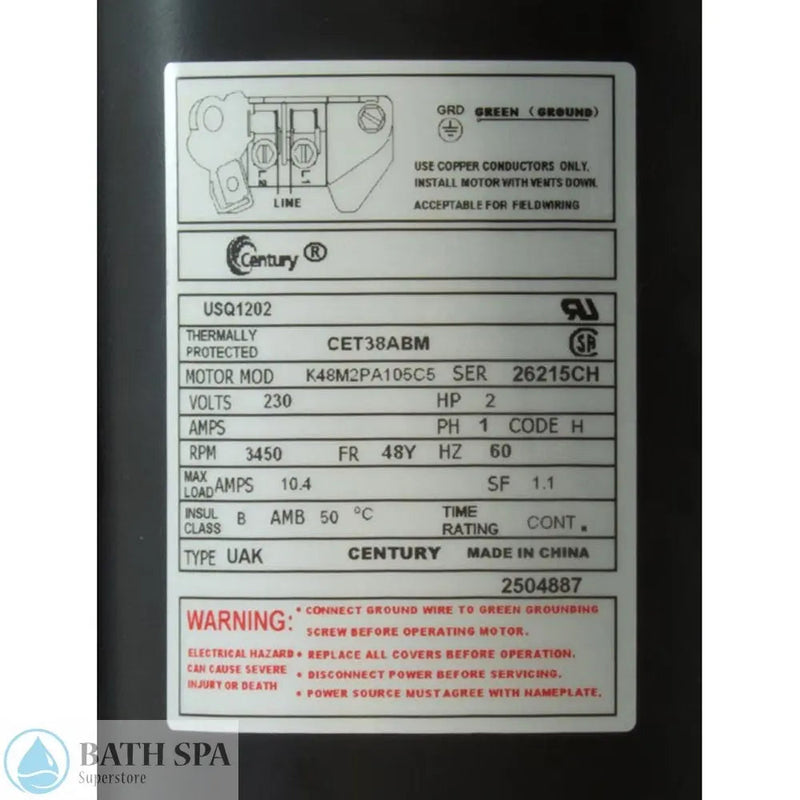 GRD GREEN (GROUND)
USE COPPER CONDUCTORS ONLY.
INSTALL MOTOR WITH VENTS DOWN.
ACCEPTABLE FOR FIELDWIRING
L2 L1
LINE
Century ®
USQ1202
THERMALLY PROTECTED CET38ABM
MOTOR MOD K48M2PA105C5 SER 26215CH
VOLTS 230 HP 2
AMPS PH 1 CODE H
RPM 3450 FR 48Y HZ 60
MAX LOAD AMPS 10.4 SF 1.1
INSUL CLASS B AMB 50 °C TIME RATING CONT.
TYPE UAK CENTURY MADE IN CHINA
2504887
WARNING:
ELECTRICAL HAZARD
CAN CAUSE SEVERE
INJURY OR DEATH
• CONNECT GROUND WIRE TO GREEN GROUNDING
SCREW BEFORE OPERATING MOTOR.
• REPLACE ALL COVERS BEFORE OPERATION.
• DISCONNECT POWER BEFORE SERVICING.
• POWER SOURCE MUST AGREE WITH NAMEPLATE.
BATH SPA
Superstore